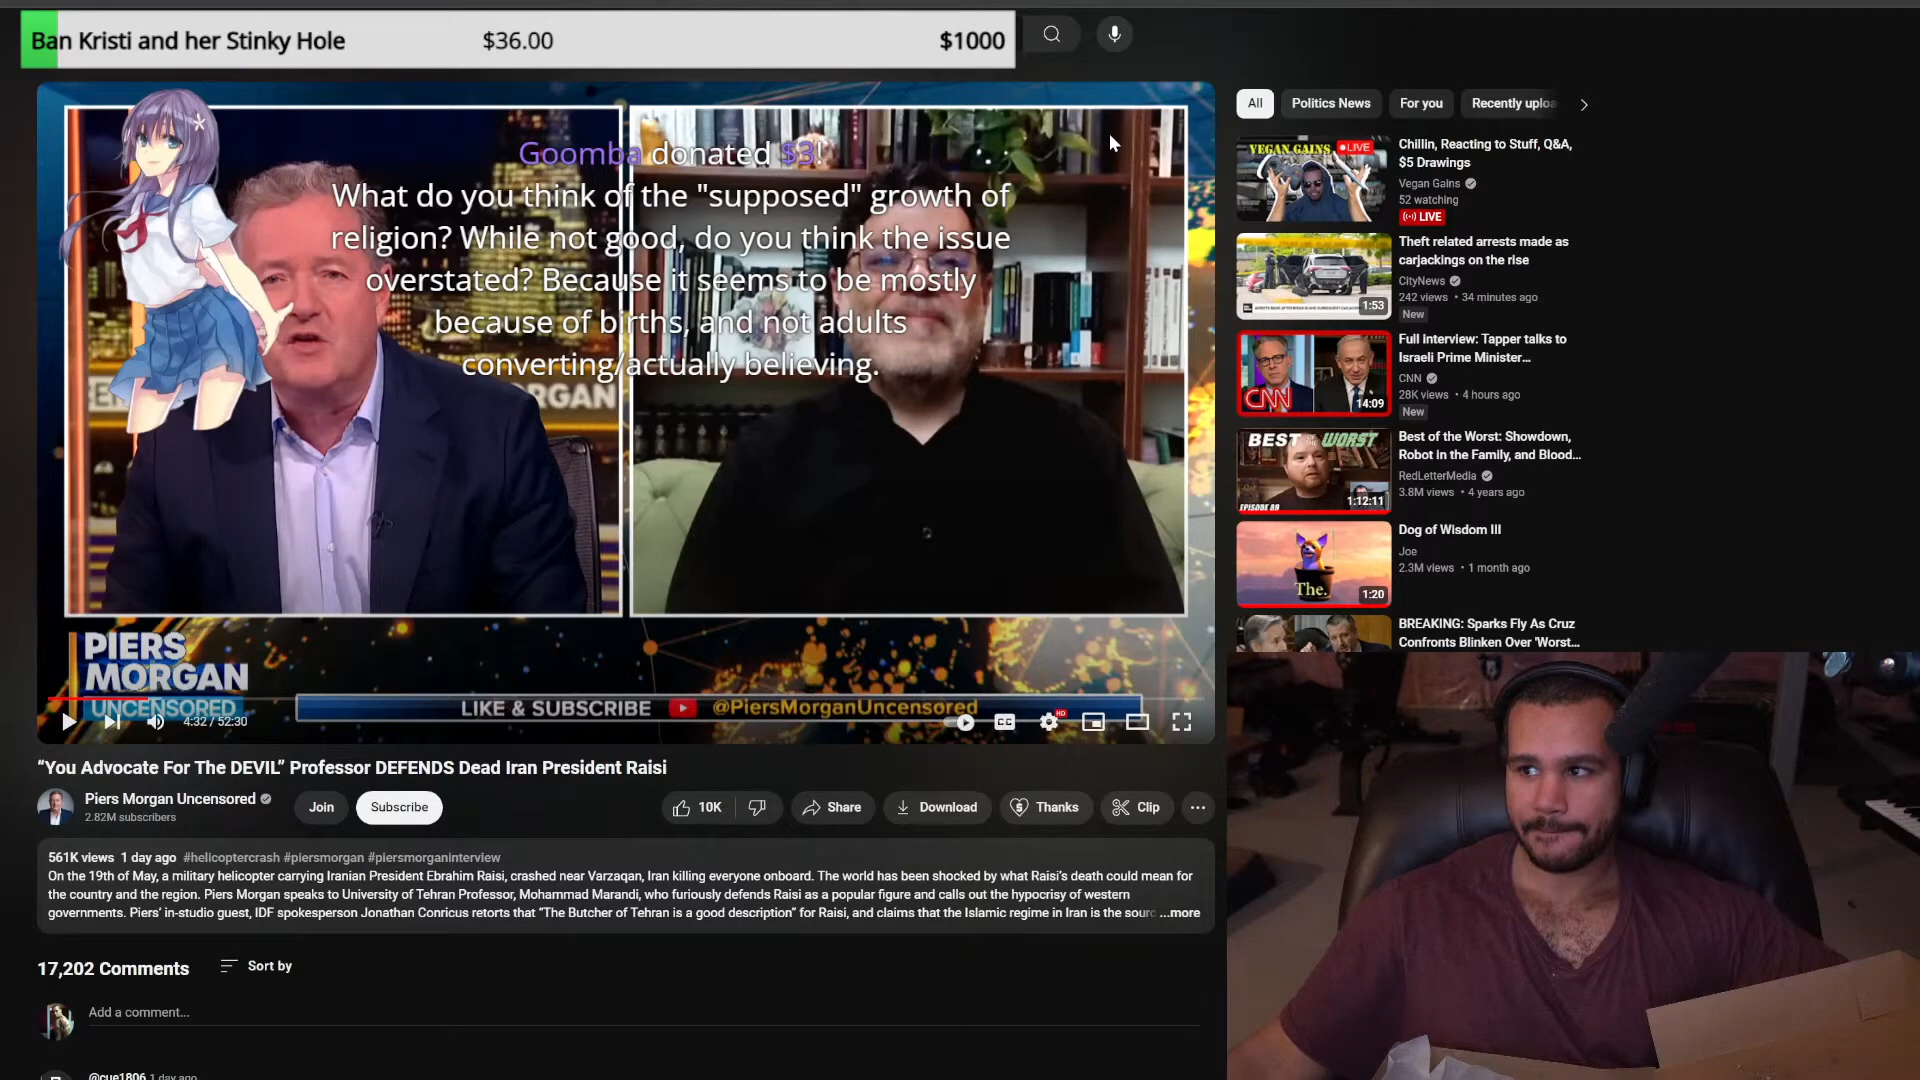 Ban Kristi and her Stinky Hole $36.00 $1000
Goomba donated $3!
What do you think of the "supposed" growth of
religion? While not good, do you think the issue
overstated? Because it seems to be mostly
because of births, and not adults
converting/actually believing.
PIERS
MORGAN
UNCENSORED
LIKE & SUBSCRIBE @PiersMorganUncensored
4:32 / 52:30
CC
HD
“You Advocate For The DEVIL” Professor DEFENDS Dead Iran President Raisi
Piers Morgan Uncensored
2.82M subscribers
Join
Subscribe
10K
Share
Download
Thanks
Clip
561K views 1 day ago #helicoptercrash #piersmorgan #piersmorganinterview
On the 19th of May, a military helicopter carrying Iranian President Ebrahim Raisi, crashed near Varzaqan, Iran killing everyone onboard. The world has been shocked by what Raisi's death could mean for
the country and the region. Piers Morgan speaks to University of Tehran Professor, Mohammad Marandi, who furiously defends Raisi as a popular figure and calls out the hypocrisy of western
governments. Piers’ in-studio guest, IDF spokesperson Jonathan Conricus retorts that “The Butcher of Tehran is a good description” for Raisi, and claims that the Islamic regime in Iran is the sourc ...more
17,202 Comments
Sort by
Add a comment...
@cue1806 1 day ago
All
Politics News
For you
Recently uploa
VEGAN GAINS
LIVE
Chillin, Reacting to Stuff, Q&A,
$5 Drawings
Vegan Gains
52 watching
LIVE
1:53
Theft related arrests made as
carjackings on the rise
CityNews
242 views • 34 minutes ago
New
CNN
14:09
Full interview: Tapper talks to
Israeli Prime Minister...
CNN
28K views • 4 hours ago
New
BEST OF THE WORST
EPISODE 89
1:12:11
Best of the Worst: Showdown,
Robot in the Family, and Blood...
RedLetterMedia
3.8M views • 4 years ago
The.
1:20
Dog of Wisdom III
Joe
2.3M views • 1 month ago
BREAKING: Sparks Fly As Cruz
Confronts Blinken Over 'Worst...